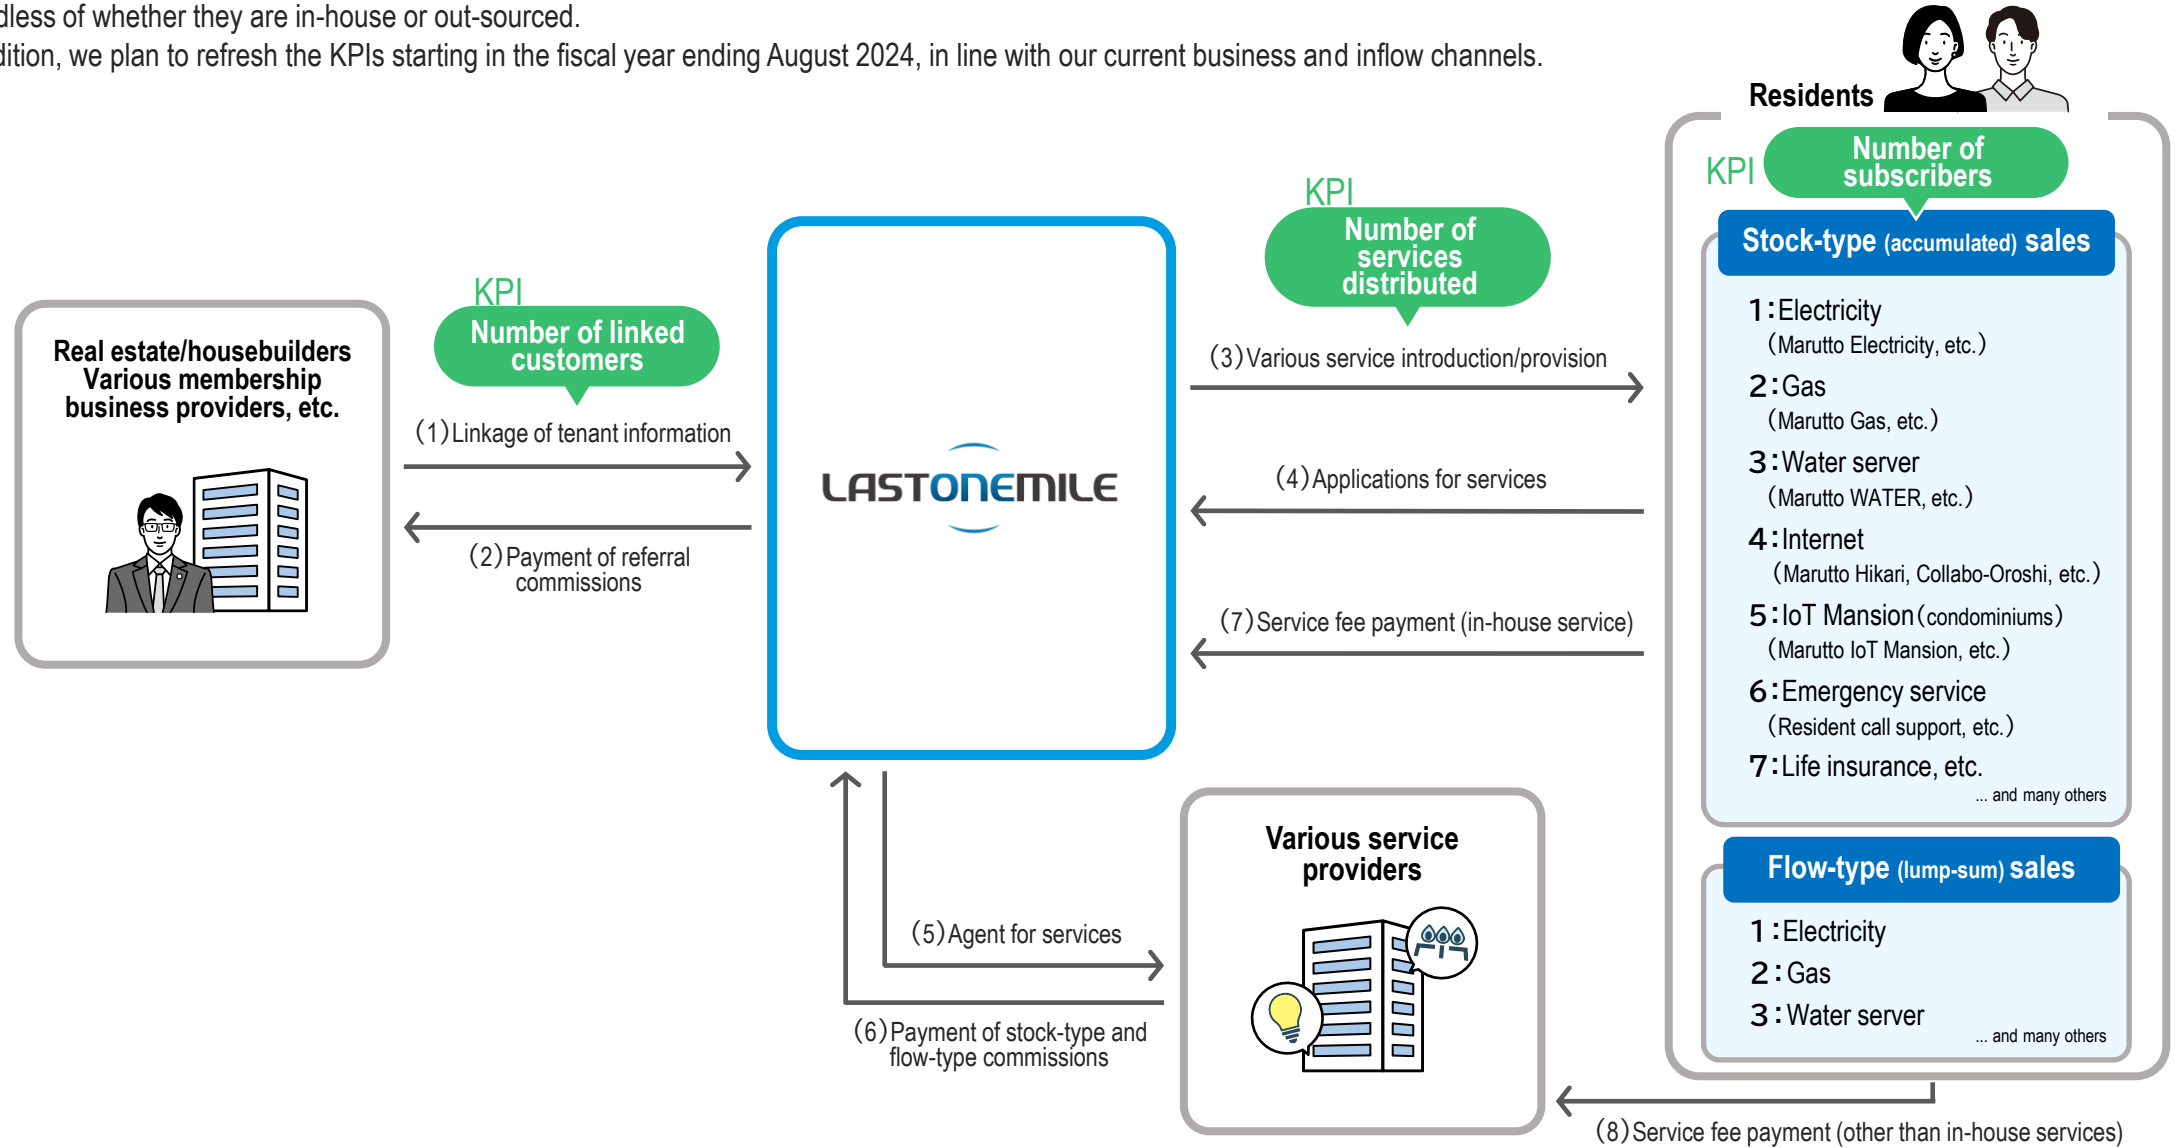 dless of whether they are in-house or out-sourced.
dition, we plan to refresh the KPIs starting in the fiscal year ending August 2024, in line with our current business and inflow channels.
Real estate/housebuilders
Various membership
business providers, etc.
KPI
Number of linked
customers
(1)Linkage of tenant information
(2)Payment of referral
commissions
LASTONEMILE
KPI
Number of
services
distributed
(3)Various service introduction/provision
(4)Applications for services
(7)Service fee payment (in-house service)
(5)Agent for services
(6)Payment of stock-type and
flow-type commissions
Various service
providers
Residents
KPI
Number of
subscribers
Stock-type (accumulated) sales
1:Electricity
(Marutto Electricity, etc.)
2:Gas
(Marutto Gas, etc.)
3:Water server
(Marutto WATER, etc.)
4:Internet
(Marutto Hikari, Collabo-Oroshi, etc.)
5:IoT Mansion(condominiums)
(Marutto IoT Mansion, etc.)
6:Emergency service
(Resident call support, etc.)
7:Life insurance, etc.
... and many others
Flow-type (lump-sum) sales
1:Electricity
2:Gas
3:Water server
... and many others
(8)Service fee payment (other than in-house services)